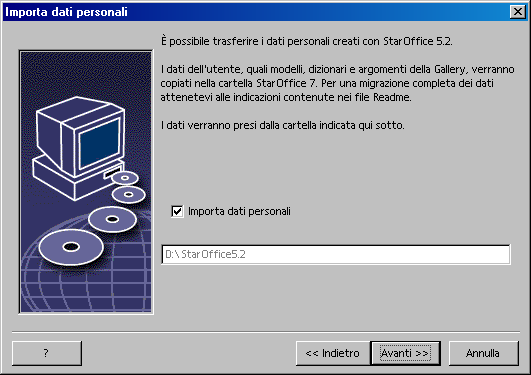 Importa dati personali
È possibile trasferire i dati personali creati con StarOffice 5.2.
I dati dell'utente, quali modelli, dizionari e argomenti della Gallery, verranno
copiati nella cartella StarOffice 7. Per una migrazione completa dei dati
attenetevi alle indicazioni contenute nei file Readme.
I dati verranno presi dalla cartella indicata qui sotto.
Importa dati personali
D:\StarOffice5.2
?
<< Indietro
Avanti >>
Annulla